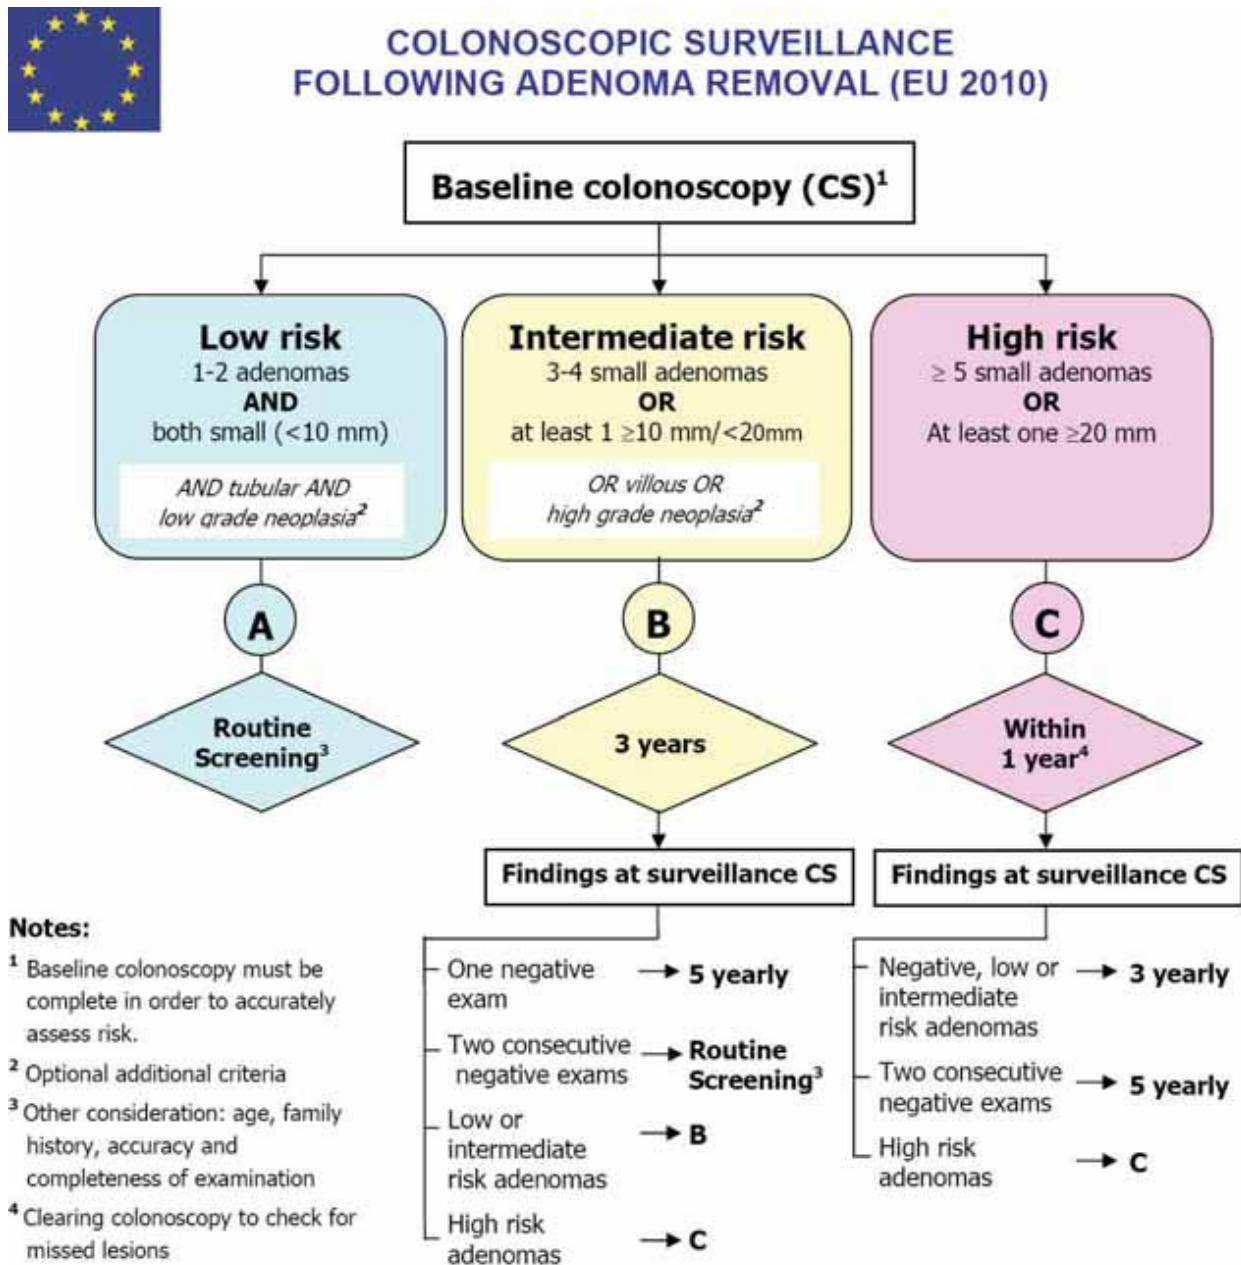 COLONOSCOPIC SURVEILLANCE
FOLLOWING ADENOMA REMOVAL (EU 2010)
Baseline colonoscopy (CS)¹
Low risk
1-2 adenomas
AND
both small (<10 mm)
AND tubular AND
low grade neoplasia²
Intermediate risk
3-4 small adenomas
OR
at least 1 ≥10 mm/<20mm
OR villous OR
high grade neoplasia²
High risk
≥ 5 small adenomas
OR
At least one ≥20 mm
A
B
C
Routine
Screening³
3 years
Within
1 year⁴
Findings at surveillance CS
One negative
exam
5 yearly
Two consecutive
negative exams
Routine
Screening³
Low or
intermediate
risk adenomas
B
High risk
adenomas
C
Findings at surveillance CS
Negative, low or
intermediate
risk adenomas
3 yearly
Two consecutive
negative exams
5 yearly
High risk
adenomas
C
Notes:
¹ Baseline colonoscopy must be
complete in order to accurately
assess risk.
² Optional additional criteria
³ Other consideration: age, family
history, accuracy and
completeness of examination
⁴ Clearing colonoscopy to check for
missed lesions